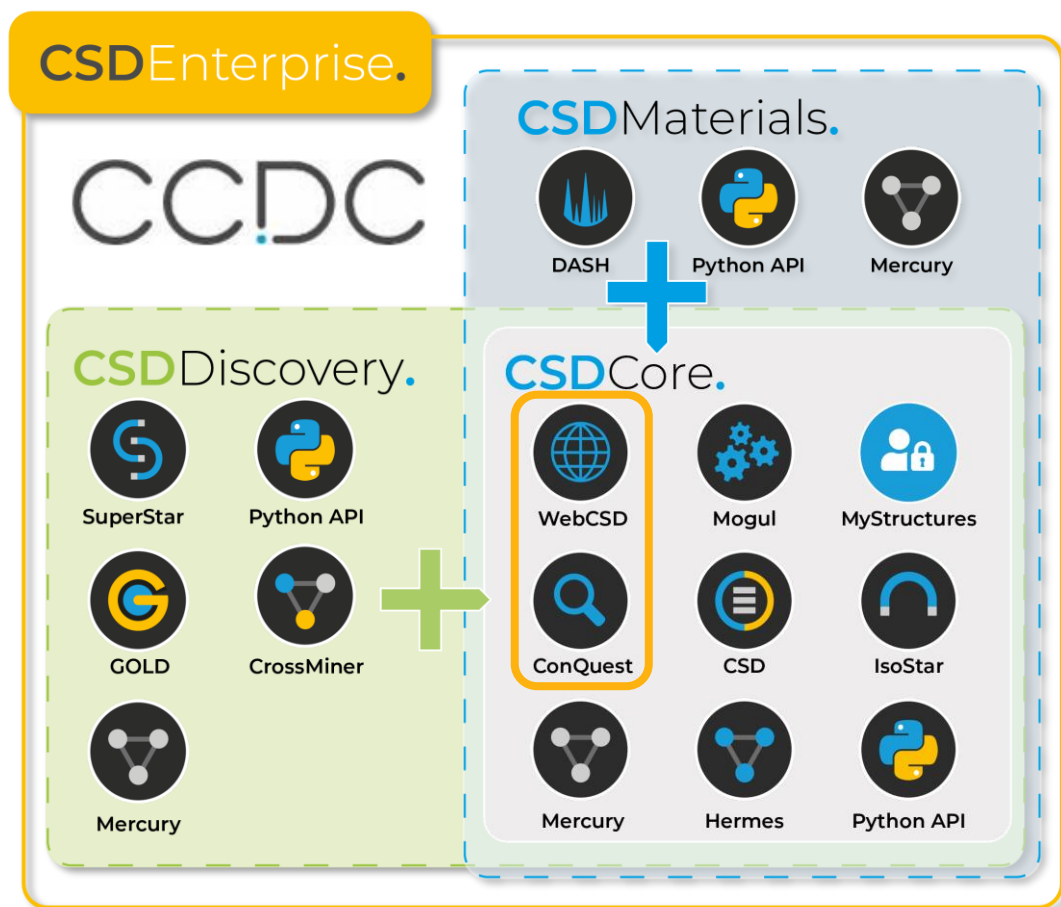 CSDEnterprise.
CCDC
CSDMaterials.
DASH
Python API
Mercury
CSDDiscovery.
SuperStar
Python API
GOLD
CrossMiner
Mercury
CSDCore.
WebCSD
Mogul
MyStructures
ConQuest
CSD
IsoStar
Mercury
Hermes
Python API